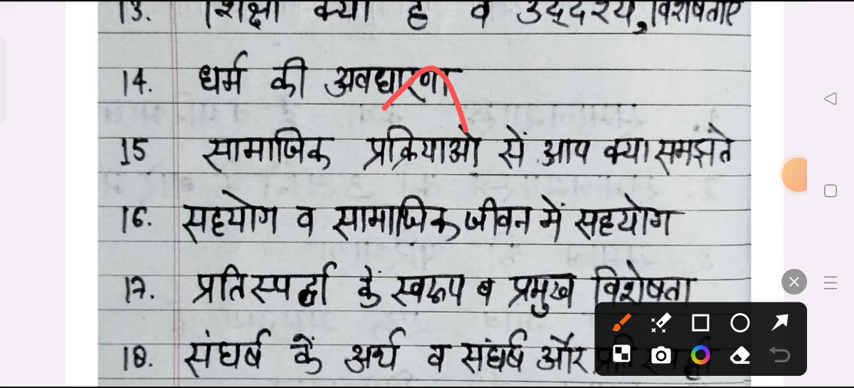 13. शिक्षा क्या है व उद्देश्य, विशेषताएं
14. धर्म की अवधारणा
15 सामाजिक प्रक्रियाओं से आप क्या समझते
16. सहयोग व सामाजिक जीवन में सहयोग
17. प्रतिस्पर्द्धा के स्वरूप व प्रमुख विशेषता
18. संघर्ष के अर्थ व संघर्ष और